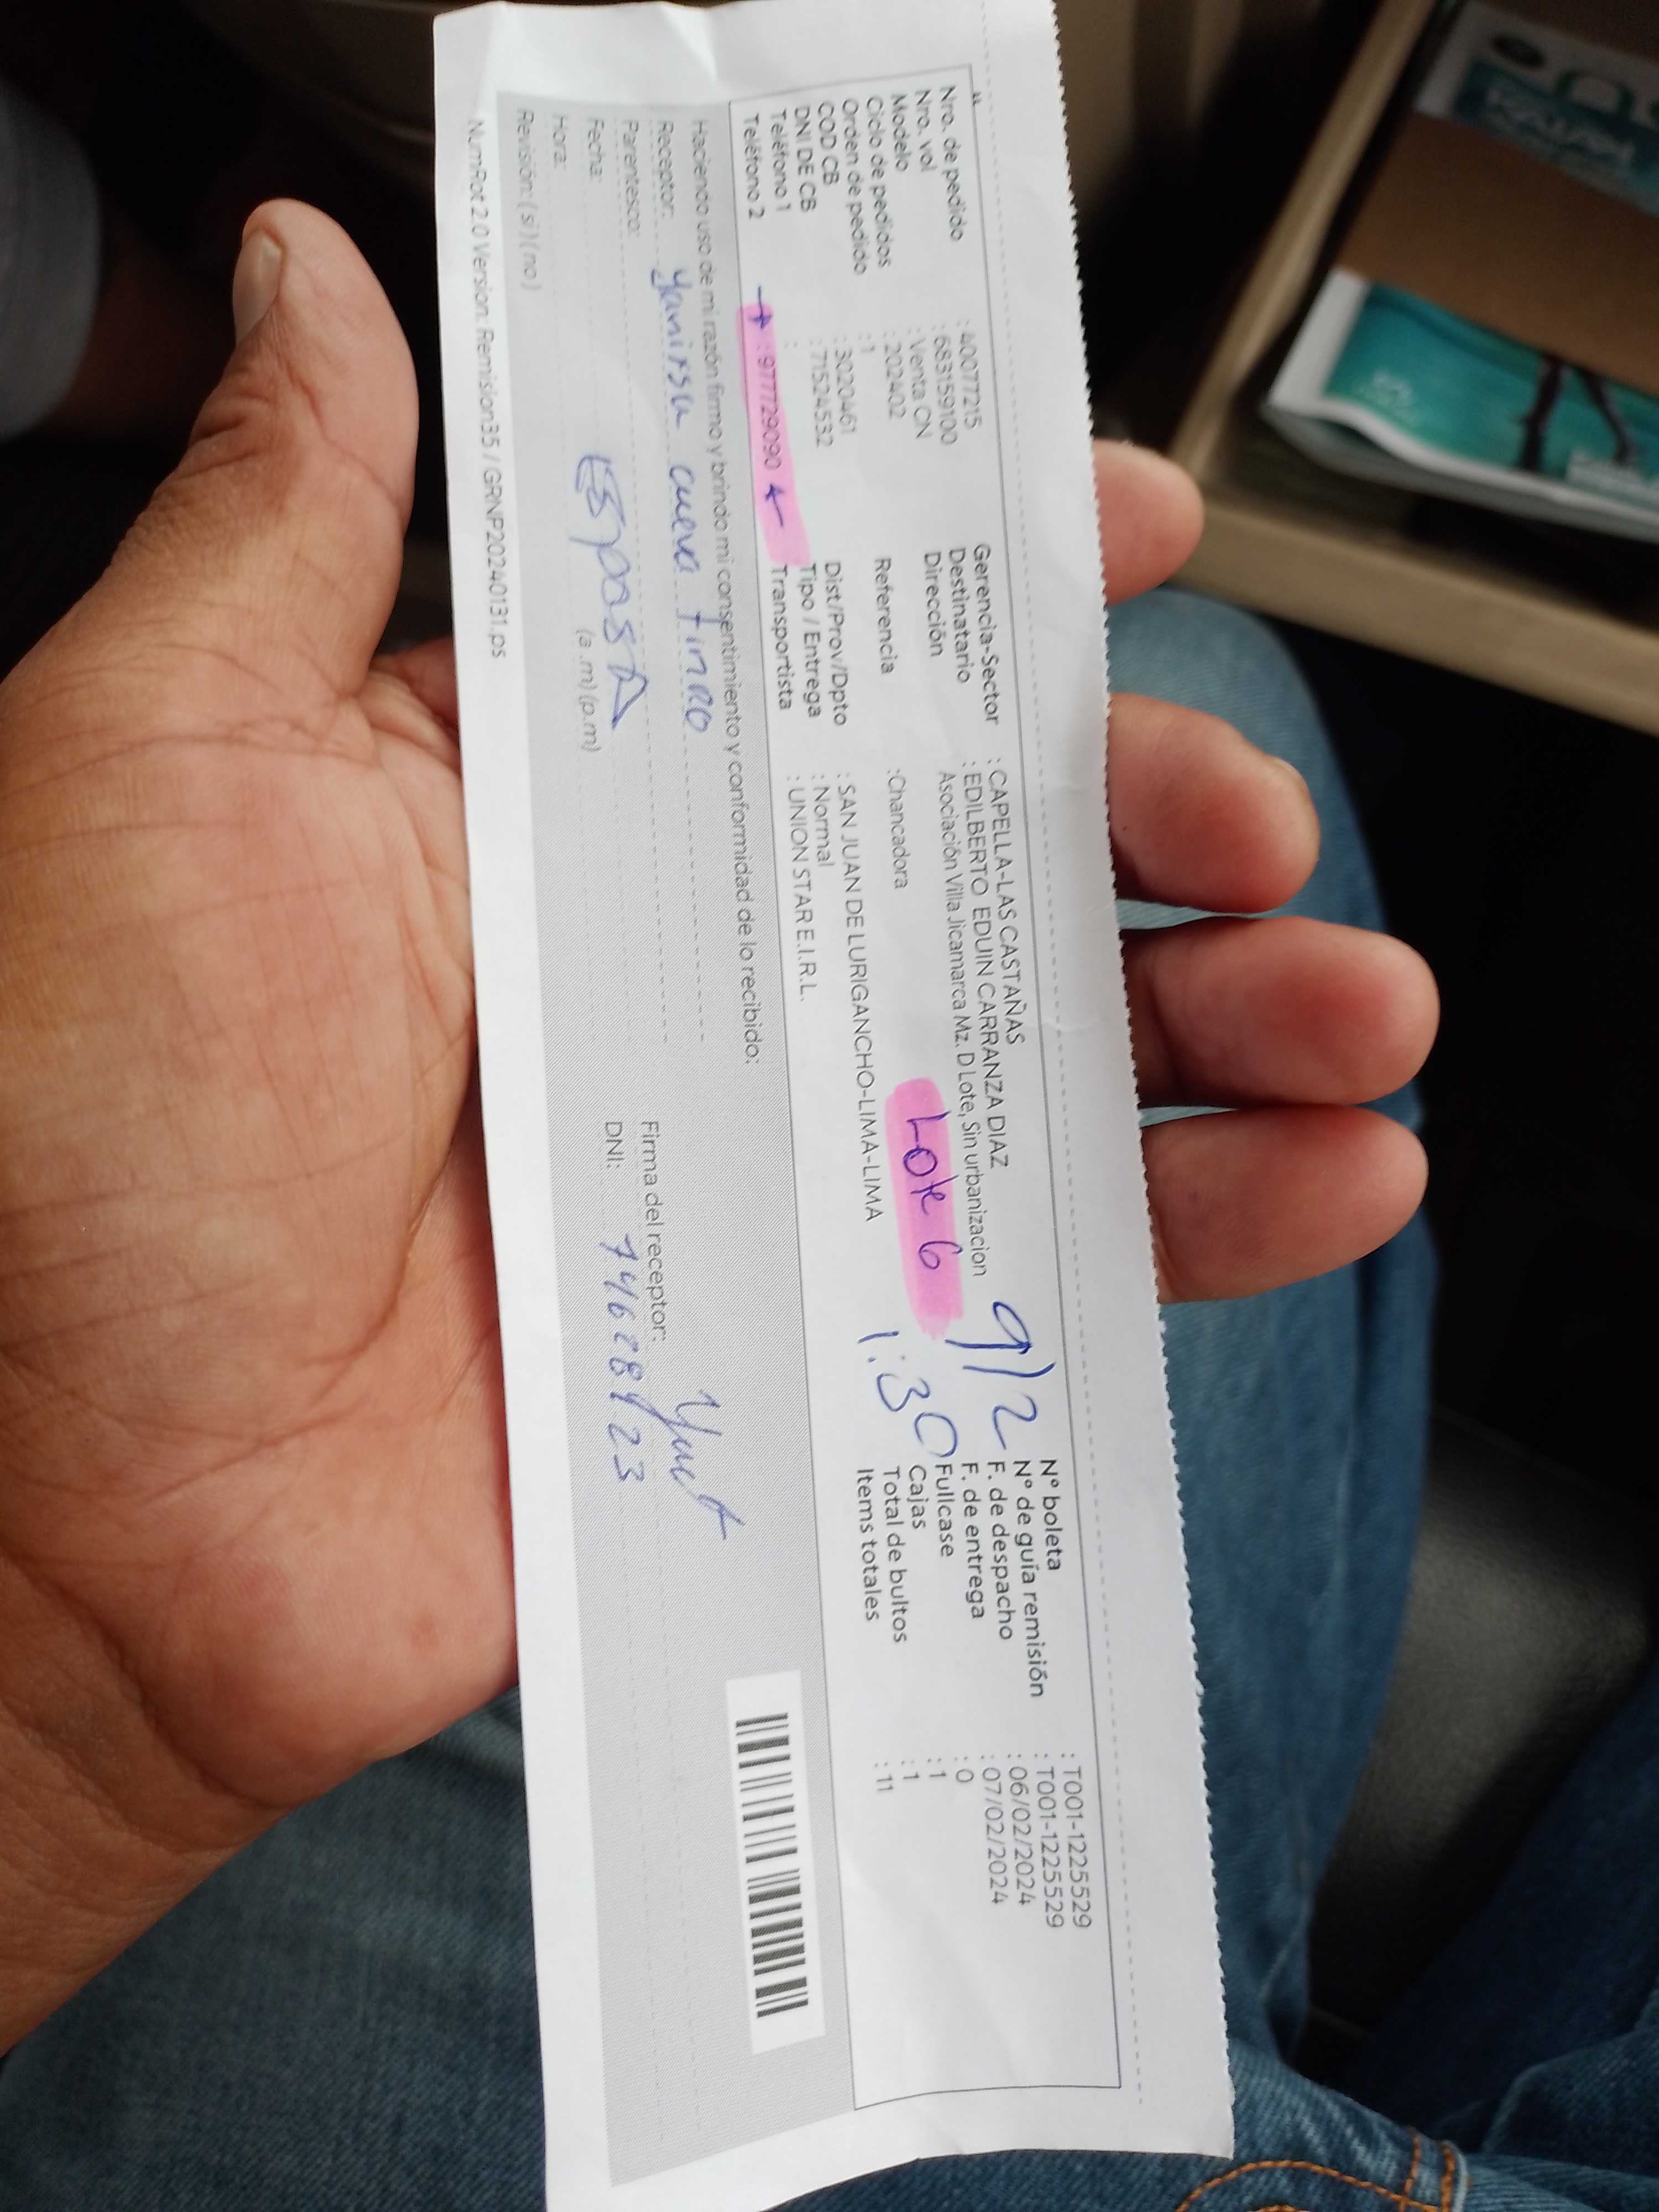 Nro. de pedido : 40077215
Nro. vol : 683159100
Modelo : Venta CN
Ciclo de pedidos : 202402
Orden de pedido : 1
COD CB : 3020461
DNI DE CB : 71524532
Teléfono 1 :
Teléfono 2 : 977729090
Gerencia-Sector : CAPELLA-LAS CASTAÑAS
Destinatario : EDILBERTO EDUIN CARRANZA DIAZ
Dirección Asociación Villa Jicamarca Mz. D Lote, Sin urbanizacion
Lote 6
Referencia : Chancadora
Dist/Prov/Dpto : SAN JUAN DE LURIGANCHO-LIMA-LIMA
Tipo / Entrega : Normal
Transportista : UNION STAR E.I.R.L.
9/2
1:30
N° boleta : T001-1225529
N° de guía remisión : T001-1225529
F. de despacho : 06/02/2024
F. de entrega : 07/02/2024
Fullcase : 0
Cajas : 1
Total de bultos : 1
Items totales : 11
Haciendo uso de mi razón firmo y brindo mi consentimiento y conformidad de lo recibido:
Receptor: Yanirsa cueva tinco
Parentesco: EsposA
Fecha:
Hora: (a .m) (p.m)
Revisión: ( si ) ( no )
Firma del receptor:
DNI:
NumRot 2.0 Version: Remision35 / GRNP20240131.ps